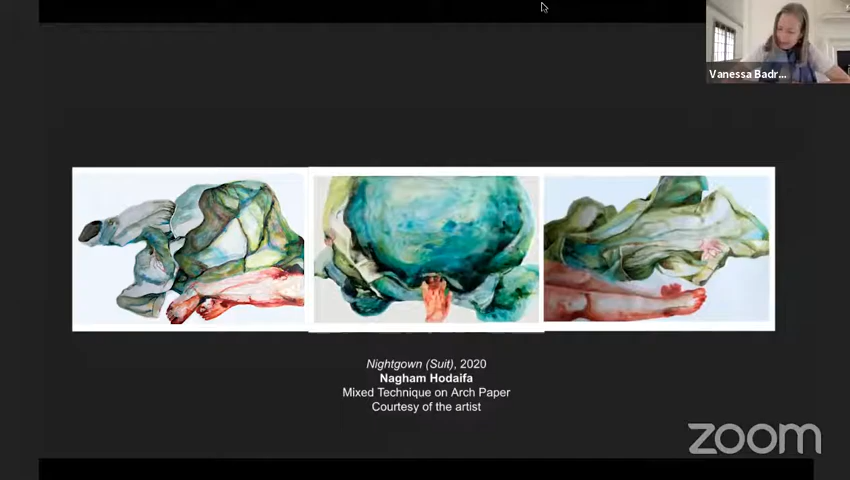 Vanessa Badr...
Nightgown (Suit), 2020
Nagham Hodaifa
Mixed Technique on Arch Paper
Courtesy of the artist
zoom